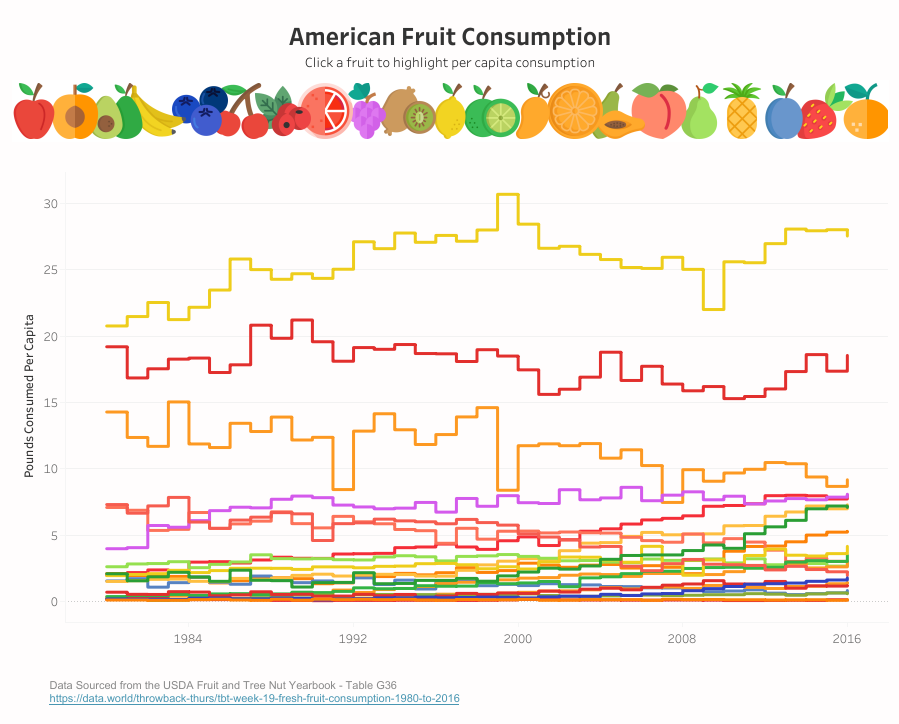 American Fruit Consumption
Click a fruit to highlight per capita consumption
Pounds Consumed Per Capita
30
25
20
15
10
5
0
1984 1992 2000 2008 2016
Data Sourced from the USDA Fruit and Tree Nut Yearbook - Table G36
https://data.world/throwback-thurs/tbt-week-19-fresh-fruit-consumption-1980-to-2016